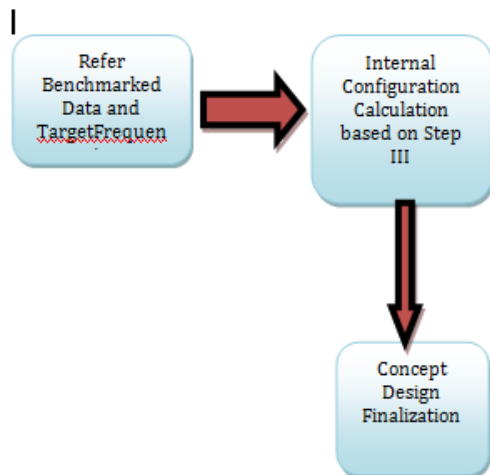 Refer
Benchmarked
Data and
TargetFrequen
Internal
Configuration
Calculation
based on Step
III
Concept
Design
Finalization